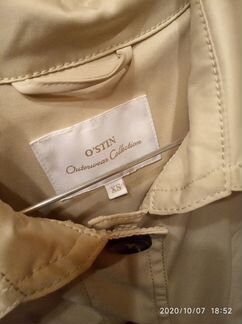 O'STIN
Outerwear Collection
XS
2020/10/07 18:52